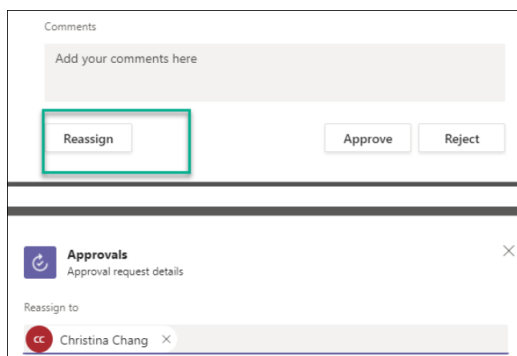 Comments
Add your comments here
Reassign Approve Reject
Approvals
Approval request details
Reassign to
CC Christina Chang